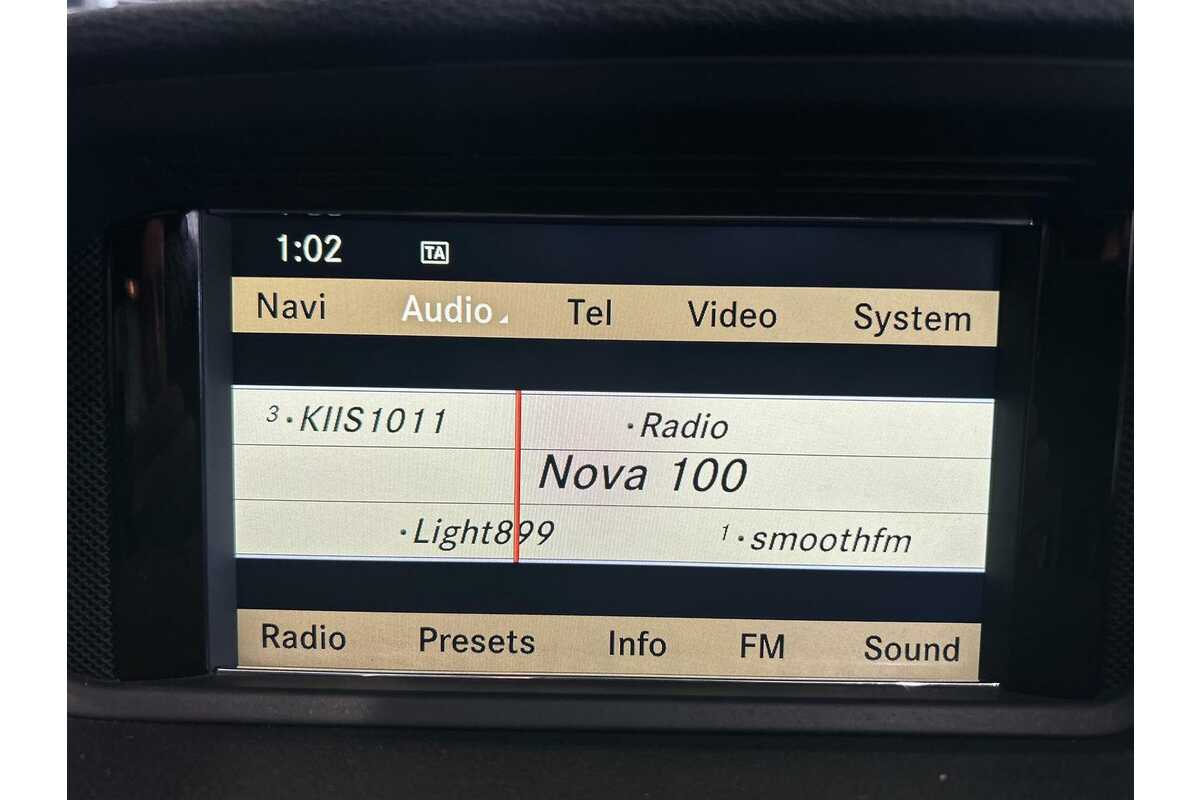 1:02 TA
Navi Audio Tel Video System
3 · KIIS1011 · Radio
Nova 100
· Light899 1 · smoothfm
Radio Presets Info FM Sound